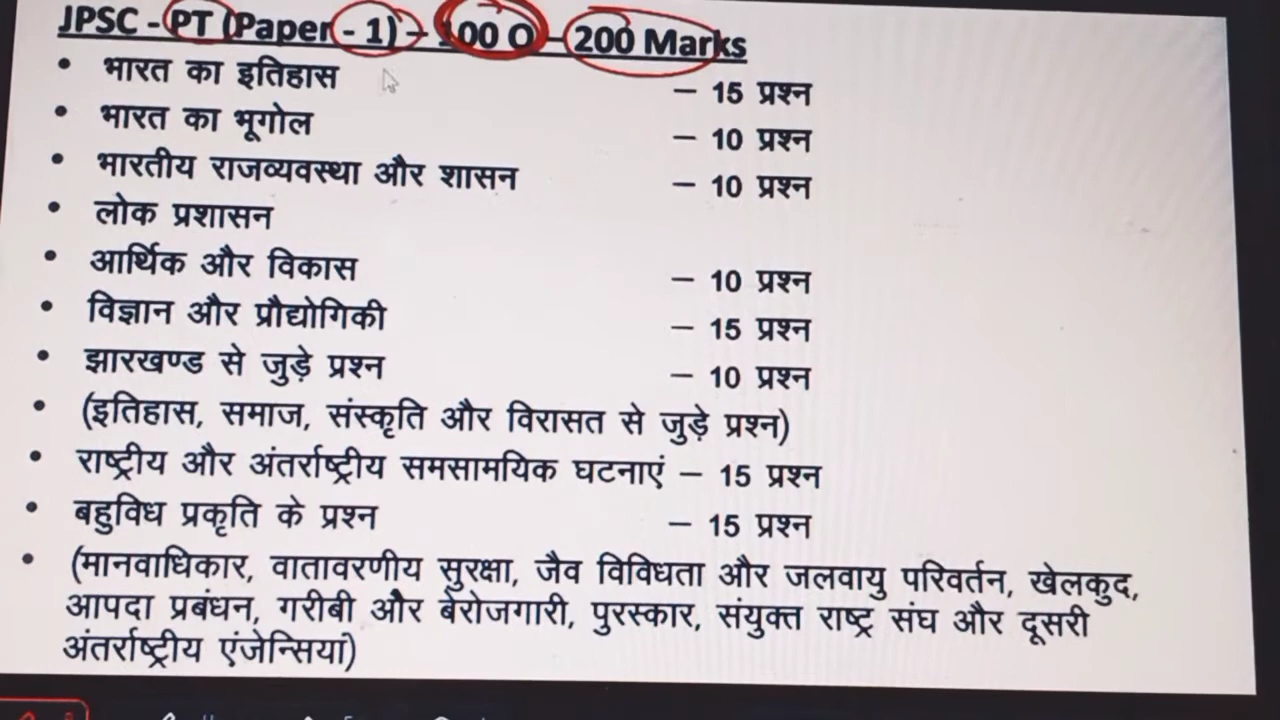 JPSC - PT (Paper - 1) - 100 Q - 200 Marks
• भारत का इतिहास – 15 प्रश्न
• भारत का भूगोल – 10 प्रश्न
• भारतीय राजव्यवस्था और शासन – 10 प्रश्न
• लोक प्रशासन
• आर्थिक और विकास – 10 प्रश्न
• विज्ञान और प्रौद्योगिकी – 15 प्रश्न
• झारखण्ड से जुड़े प्रश्न – 10 प्रश्न
• (इतिहास, समाज, संस्कृति और विरासत से जुड़े प्रश्न)
• राष्ट्रीय और अंतर्राष्ट्रीय समसामयिक घटनाएं – 15 प्रश्न
• बहुविध प्रकृति के प्रश्न – 15 प्रश्न
• (मानवाधिकार, वातावरणीय सुरक्षा, जैव विविधता और जलवायु परिवर्तन, खेलकुद,
आपदा प्रबंधन, गरीबी और बेरोजगारी, पुरस्कार, संयुक्त राष्ट्र संघ और दूसरी
अंतर्राष्ट्रीय एंजेन्सियां)